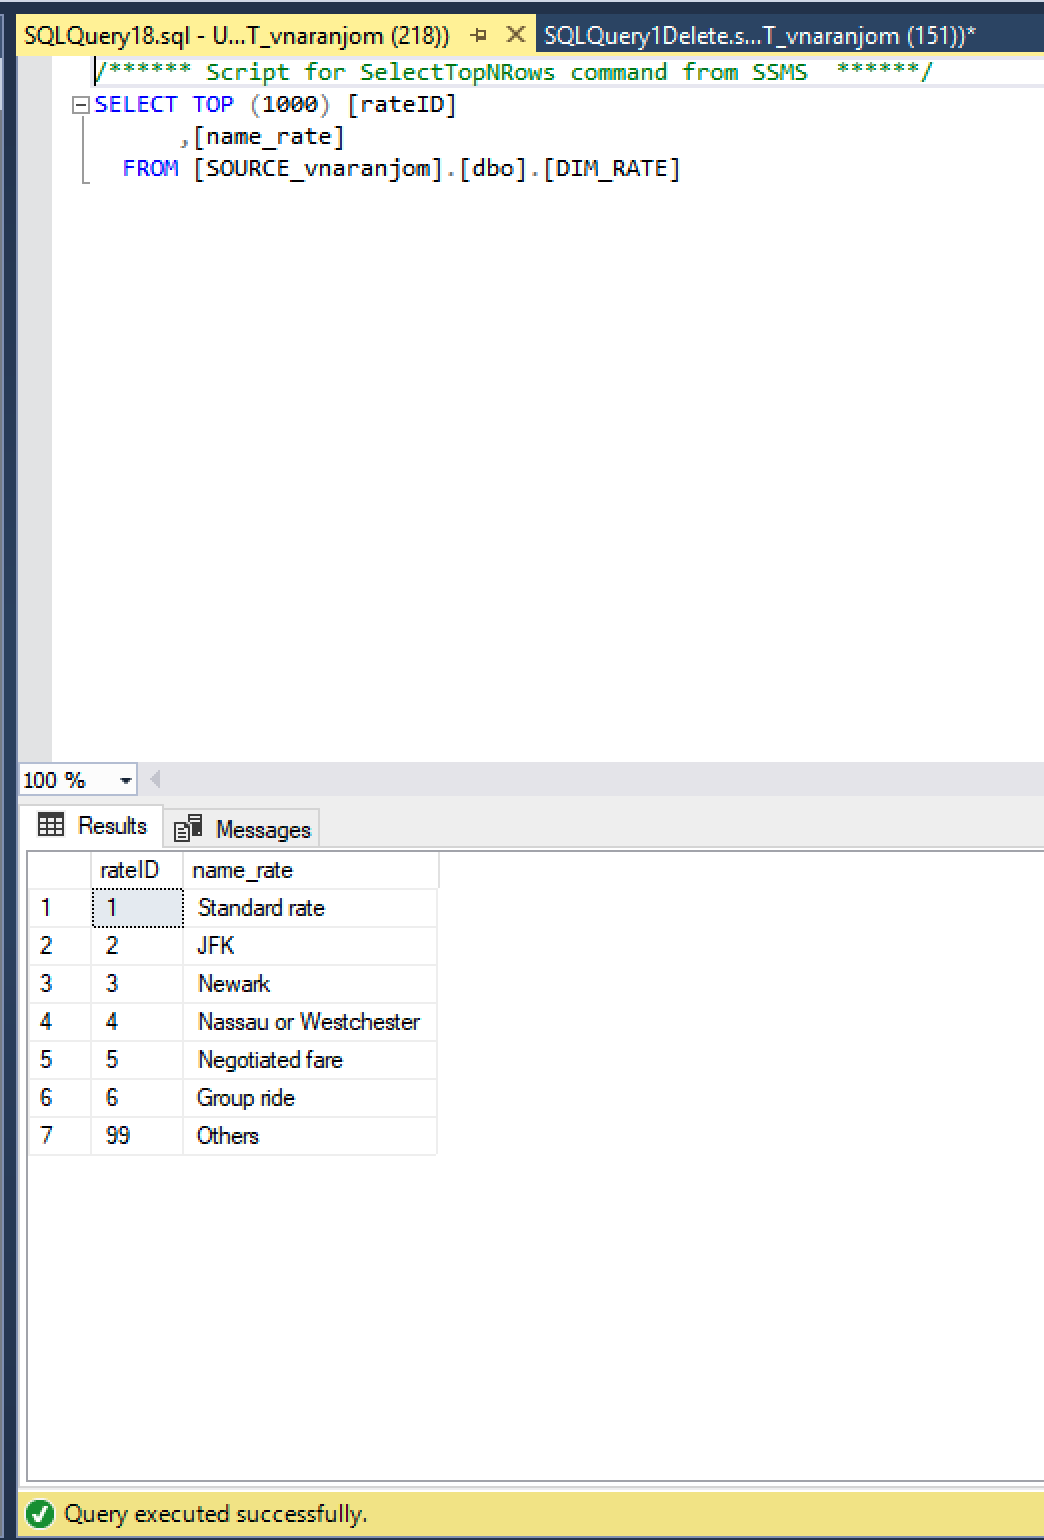 SQLQuery18.sql - U...T_vnaranjom (218)) SQLQuery1Delete.s...T_vnaranjom (151))*
/****** Script for SelectTopNRows command from SSMS  ******/
SELECT TOP (1000) [rateID]
,[name_rate]
FROM [SOURCE_vnaranjom].[dbo].[DIM_RATE]
100 %
Results Messages
rateID name_rate
1 1 Standard rate
2 2 JFK
3 3 Newark
4 4 Nassau or Westchester
5 5 Negotiated fare
6 6 Group ride
7 99 Others
Query executed successfully.